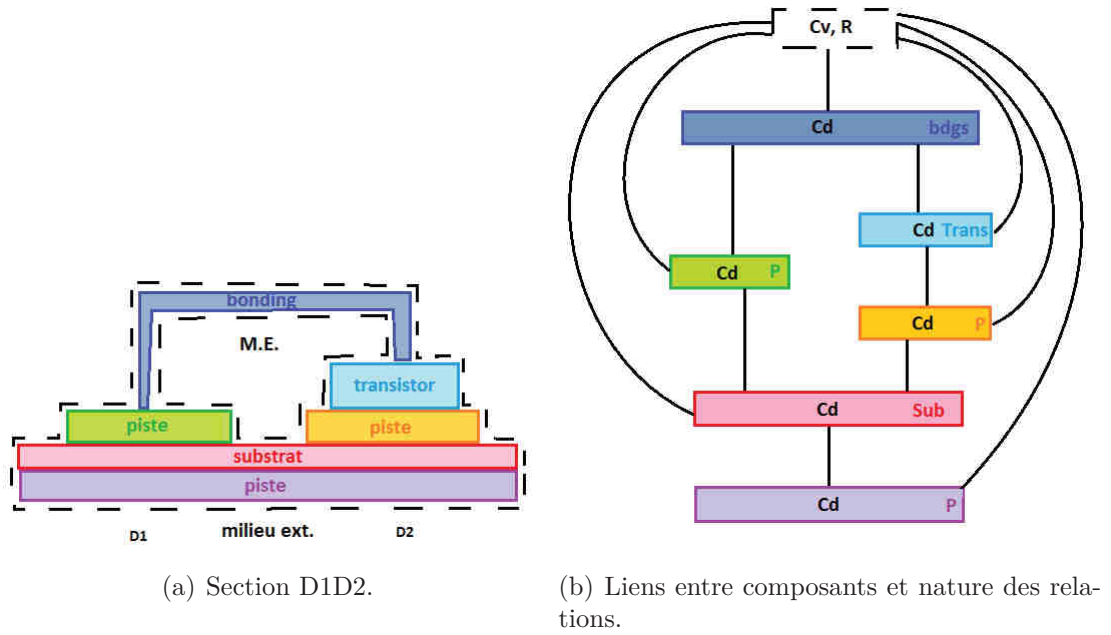 bonding
M.E.
transistor
piste
piste
substrat
piste
D1
milieu ext.
D2
(a) Section D1D2.
Cv, R
Cd bdgs
Cd Trans
Cd P
Cd P
Cd Sub
Cd P
(b) Liens entre composants et nature des rela-
tions.